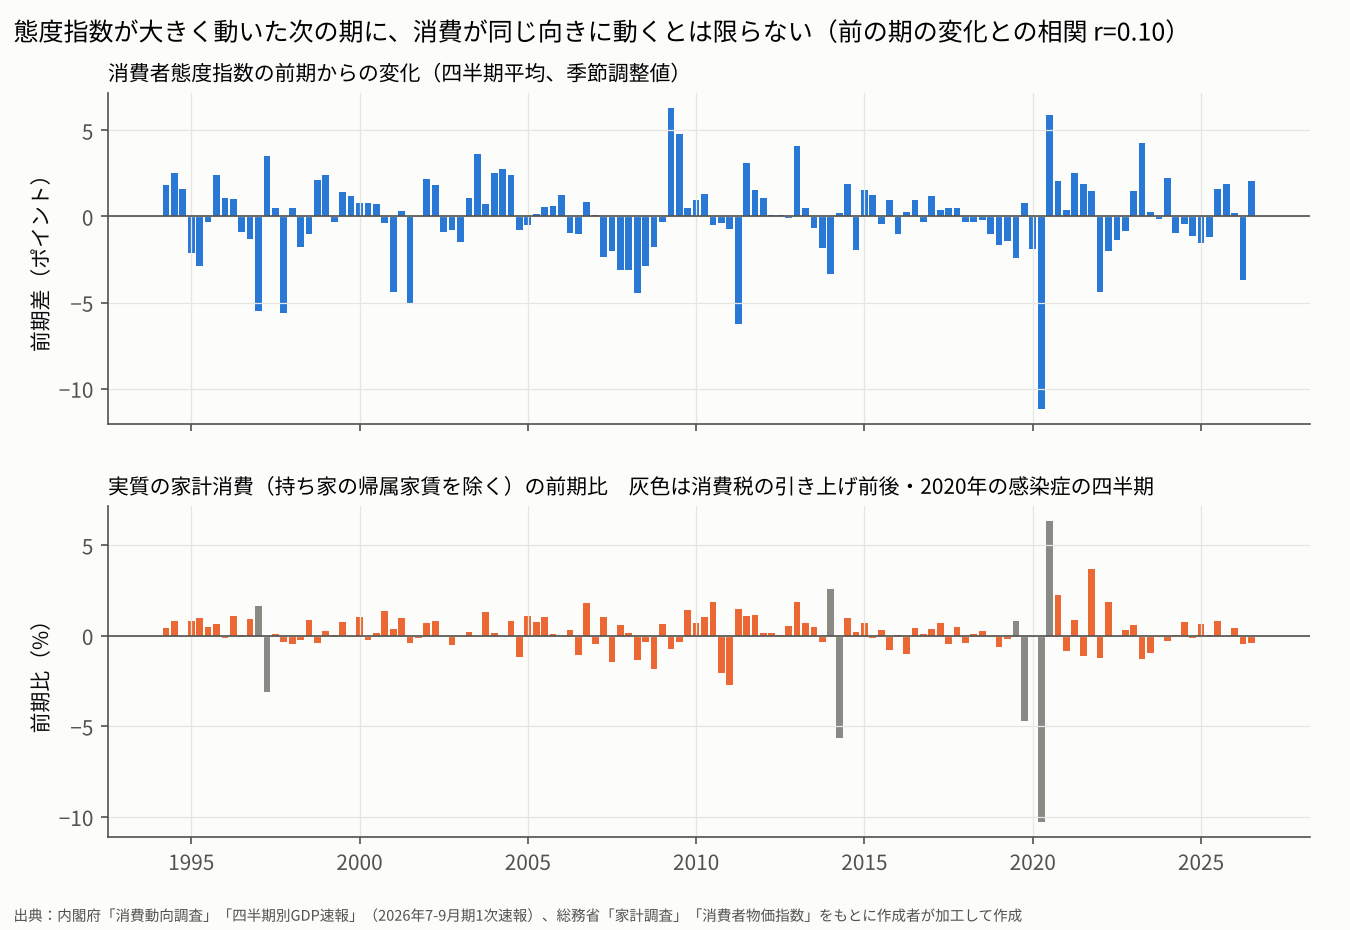 態度指数が大きく動いた次の期に、消費が同じ向きに動くとは限らない（前の期の変化との相関 r=0.10）
消費者態度指数の前期からの変化（四半期平均、季節調整値）
前期差（ポイント）
5
0
−5
−10
実質の家計消費（持ち家の帰属家賃を除く）の前期比　灰色は消費税の引き上げ前後・2020年の感染症の四半期
前期比（%）
5
0
−5
−10
1995 2000 2005 2010 2015 2020 2025
出典：内閣府「消費動向調査」「四半期別GDP速報」（2026年7-9月期1次速報）、総務省「家計調査」「消費者物価指数」をもとに作成者が加工して作成